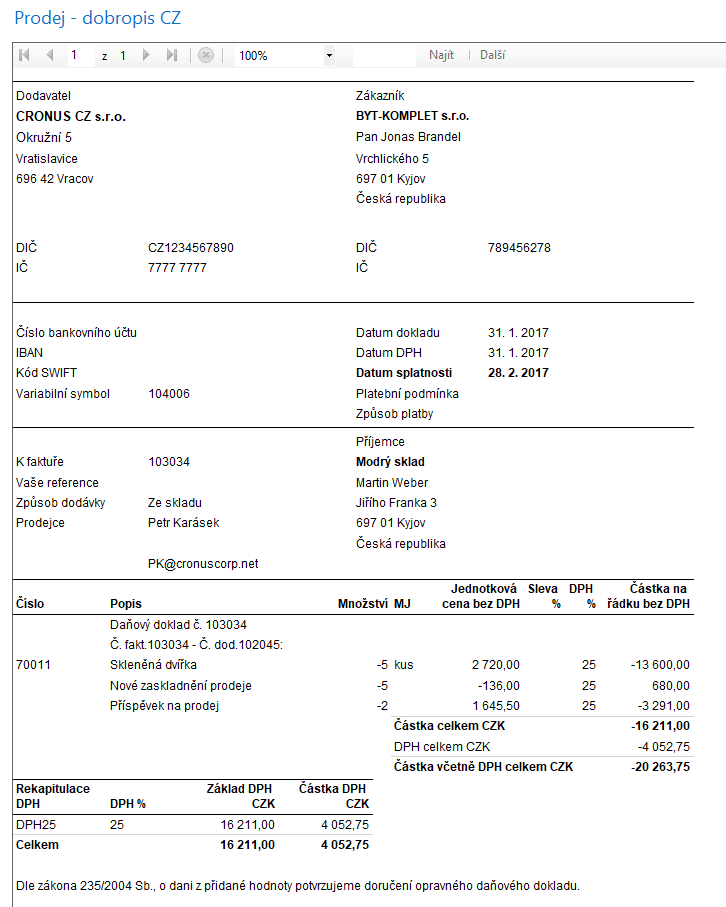 Prodej - dobropis CZ
1 z 1 100% Najít Další
Dodavatel Zákazník
CRONUS CZ s.r.o. BYT-KOMPLET s.r.o.
Okružní 5 Pan Jonas Brandel
Vratislavice Vrchlického 5
696 42 Vracov 697 01 Kyjov
Česká republika
DIČ CZ1234567890 DIČ 789456278
IČ 7777 7777 IČ
Číslo bankovního účtu Datum dokladu 31. 1. 2017
IBAN Datum DPH 31. 1. 2017
Kód SWIFT Datum splatnosti 28. 2. 2017
Variabilní symbol 104006 Platební podmínka
Způsob platby
Příjemce
K faktuře 103034 Modrý sklad
Vaše reference Martin Weber
Způsob dodávky Ze skladu Jiřího Franka 3
Prodejce Petr Karásek 697 01 Kyjov
Česká republika
PK@cronuscorp.net
Jednotková Sleva DPH Částka na
Číslo Popis Množství MJ cena bez DPH % % řádku bez DPH
Daňový doklad č. 103034
Č. fakt.103034 - Č. dod.102045:
70011 Skleněná dvířka -5 kus 2 720,00 25 -13 600,00
Nové zaskladnění prodeje -5 -136,00 25 680,00
Příspěvek na prodej -2 1 645,50 25 -3 291,00
Částka celkem CZK -16 211,00
DPH celkem CZK -4 052,75
Částka včetně DPH celkem CZK -20 263,75
Rekapitulace Základ DPH Částka DPH
DPH DPH % CZK CZK
DPH25 25 16 211,00 4 052,75
Celkem 16 211,00 4 052,75
Dle zákona 235/2004 Sb., o dani z přidané hodnoty potvrzujeme doručení opravného daňového dokladu.